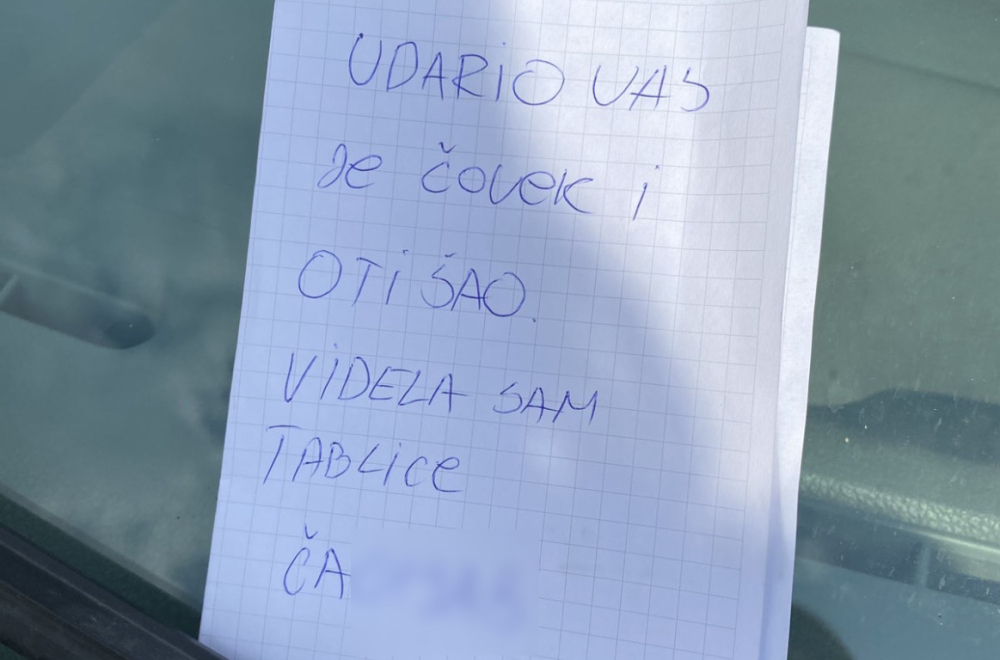 UDARIO VAS
Je čovek i
OTIŠAO.
VIDELA SAM
TABLICE
ČA